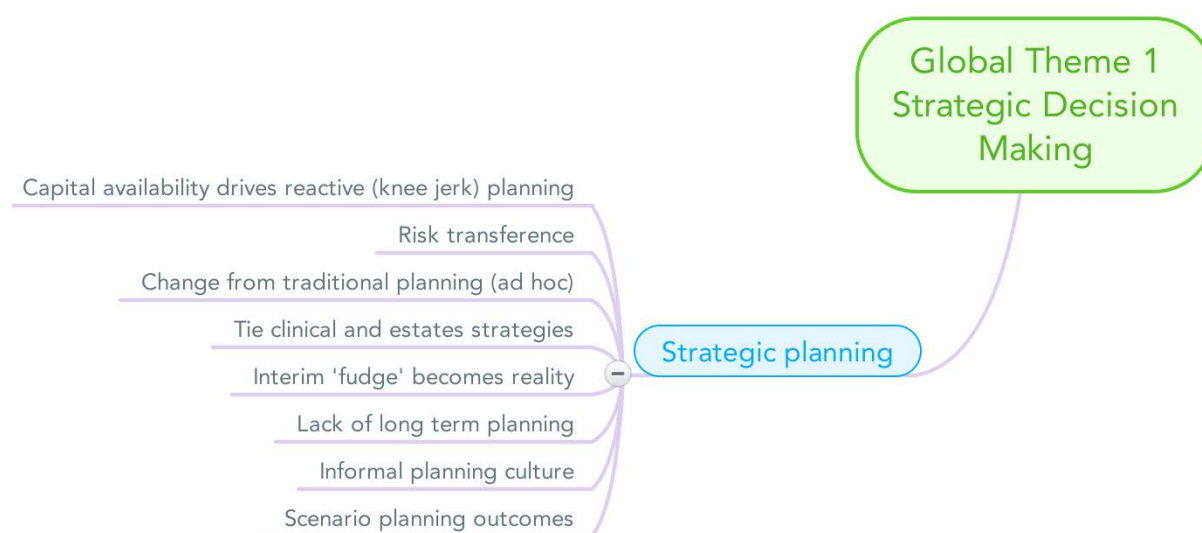 Global Theme 1
Strategic Decision
Making
Capital availability drives reactive (knee jerk) planning
Risk transference
Change from traditional planning (ad hoc)
Tie clinical and estates strategies
Strategic planning
Interim 'fudge' becomes reality
Lack of long term planning
Informal planning culture
Scenario planning outcomes